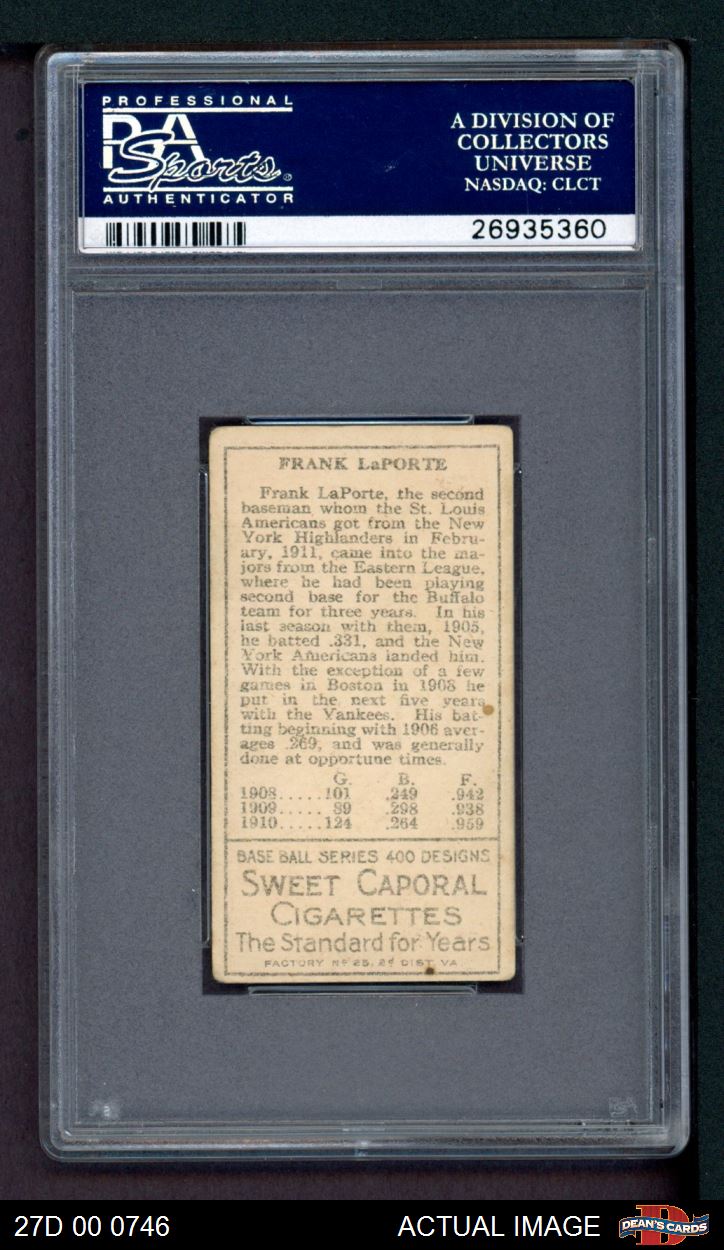 PROFESSIONAL
PSA
Sports
AUTHENTICATOR
A DIVISION OF
COLLECTORS
UNIVERSE
NASDAQ: CLCT
26935360
FRANK LaPORTE
Frank LaPorte, the second
baseman whom the St. Louis
Americans got from the New
York Highlanders in Febru-
ary, 1911, came into the ma-
jors from the Eastern League,
where he had been playing
second base for the Buffalo
team for three years. In his
last season with them, 1905,
he batted .331, and the New
York Americans landed him.
With the exception of a few
games in Boston in 1908 he
put in the next five years
with the Yankees. His bat-
ting beginning with 1906 aver-
ages .269, and was generally
done at opportune times.
G. B. F.
1908.....101 .249 .942
1909.....89 .298 .938
1910.....124 .264 .959
BASE BALL SERIES 400 DESIGNS
SWEET CAPORAL
CIGARETTES
The Standard for Years
FACTORY Nº 25, 2d DIST. VA.
27D 00 0746
ACTUAL IMAGE
D
DEAN'S CARDS